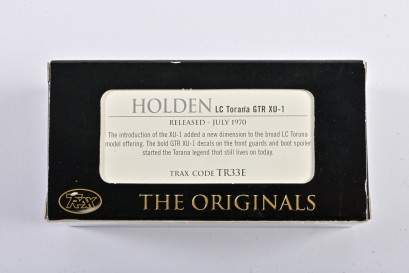 HOLDEN LC Torana GTR XU-1
RELEASED - JULY 1970
The introduction of the XU-1 added a new dimension to the broad LC Torana
model offering. The bold GTR XU-1 decals on the front guards and boot spoiler
started the Torana legend that still lives on today.
TRAX CODE TR33E
TRAX
THE ORIGINALS